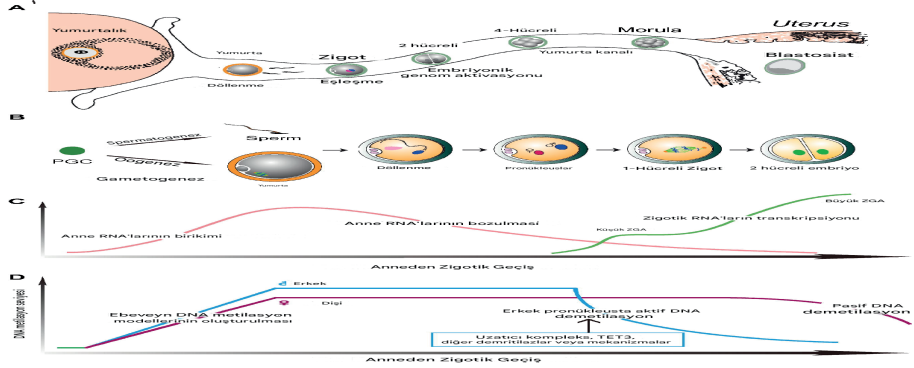 A
Yumurtalık
Yumurta
Döllenme
Zigot
Eşleşme
2 hücreli
Embriyonik
genom aktivasyonu
4-Hücreli
Yumurta kanalı
Morula
Uterus
Blastosist
B
PGC
Spermatogenez
Oogenez
Gametogenez
Sperm
Yumurta
Döllenme
Pronükleuslar
1-Hücreli Zigot
2 hücreli embriyo
C
Anne RNA'larının birikimi
Anne RNA'larının bozulması
Küçük ZGA
Zigotik RNA'ların transkripsiyonu
Büyük ZGA
Anneden Zigotik Geçiş
D
DNA metilasyon seviyesi
Erkek
Dişi
Ebeveyn DNA metilasyon
modellerinin oluşturulması
Erkek pronükleusta aktif DNA
demetilasyon
Pasif DNA
demetilasyon
Uzatıcı kompleks, TET3,
diğer demritilazlar veya mekanizmalar
Anneden Zigotik Geçiş